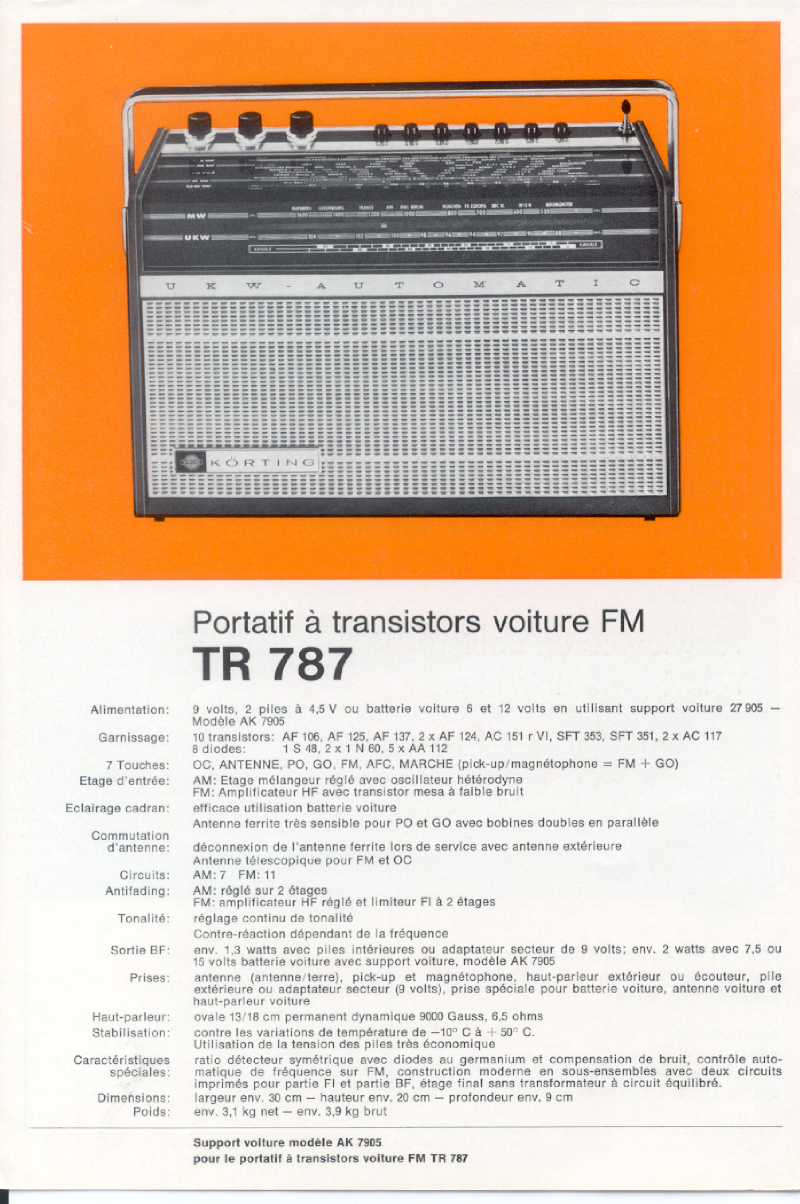 MW
UKW
UKW-AUTOMATIC
KÖRTING
Portatif à transistors voiture FM
TR 787
Alimentation: 9 volts, 2 piles à 4,5 V ou batterie voiture 6 et 12 volts en utilisant support voiture 27 905 –
Modèle AK 7905
Garnissage: 10 transistors: AF 106, AF 125, AF 137, 2 x AF 124, AC 151 r VI, SFT 353, SFT 351, 2 x AC 117
8 diodes: 1 S 48, 2 x 1 N 60, 5 x AA 112
7 Touches: OC, ANTENNE, PO, GO, FM, AFC, MARCHE (pick-up/magnétophone = FM + GO)
Etage d'entrée: AM: Etage mélangeur réglé avec oscillateur hétérodyne
FM: Amplificateur HF avec transistor mesa à faible bruit
Eclairage cadran: efficace utilisation batterie voiture
Antenne ferrite très sensible pour PO et GO avec bobines doubles en parallèle
Commutation
d'antenne: déconnexion de l'antenne ferrite lors de service avec antenne extérieure
Antenne télescopique pour FM et OC
Circuits: AM: 7 FM: 11
Antifading: AM: réglé sur 2 étages
FM: amplificateur HF réglé et limiteur FI à 2 étages
Tonalité: réglage continu de tonalité
Contre-réaction dépendant de la fréquence
Sortie BF: env. 1,3 watts avec piles intérieures ou adaptateur secteur de 9 volts; env. 2 watts avec 7,5 ou
15 volts batterie voiture avec support voiture, modèle AK 7905
Prises: antenne (antenne/terre), pick-up et magnétophone, haut-parleur extérieur ou écouteur, pile
extérieure ou adaptateur secteur (9 volts), prise spéciale pour batterie voiture, antenne voiture et
haut-parleur voiture
Haut-parleur: ovale 13/18 cm permanent dynamique 9000 Gauss, 6,5 ohms
Stabilisation: contre les variations de température de –10° C à + 50° C.
Utilisation de la tension des piles très économique
Caractéristiques
spéciales: ratio détecteur symétrique avec diodes au germanium et compensation de bruit, contrôle auto-
matique de fréquence sur FM, construction moderne en sous-ensembles avec deux circuits
imprimés pour partie FI et partie BF, étage final sans transformateur à circuit équilibré.
Dimensions: largeur env. 30 cm – hauteur env. 20 cm – profondeur env. 9 cm
Poids: env. 3,1 kg net – env. 3,9 kg brut
Support voiture modèle AK 7905
pour le portatif à transistors voiture FM TR 787